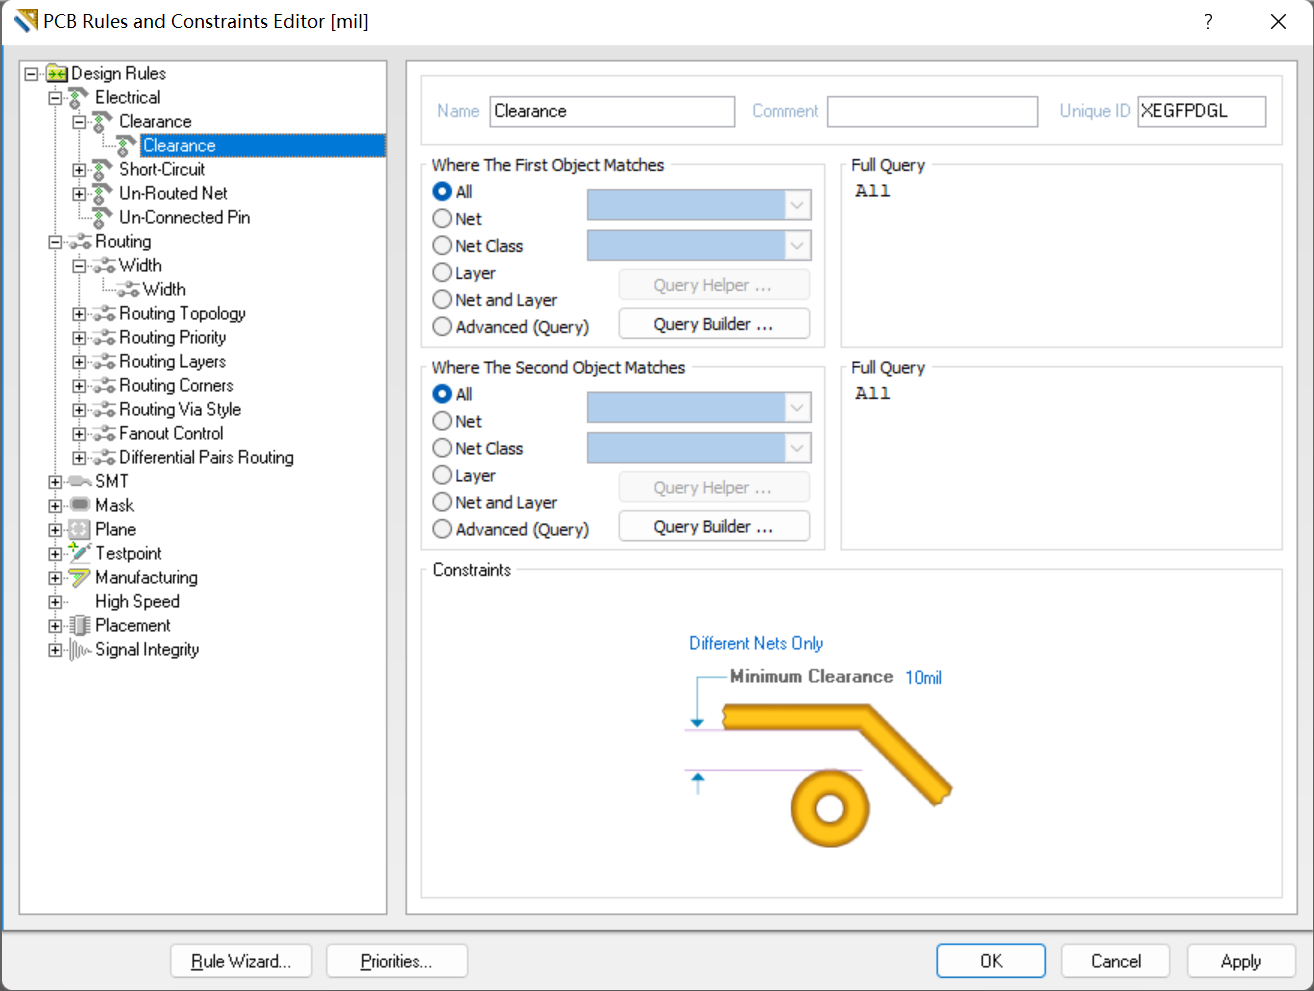 PCB Rules and Constraints Editor [mil]
?
Design Rules
Electrical
Clearance
Clearance
Short-Circuit
Un-Routed Net
Un-Connected Pin
Routing
Width
Width
Routing Topology
Routing Priority
Routing Layers
Routing Corners
Routing Via Style
Fanout Control
Differential Pairs Routing
SMT
Mask
Plane
Testpoint
Manufacturing
High Speed
Placement
Signal Integrity
Name Clearance Comment Unique ID XEGFPDGL
Where The First Object Matches
All
Net
Net Class
Layer
Net and Layer
Advanced (Query)
Query Helper ...
Query Builder ...
Full Query
All
Where The Second Object Matches
All
Net
Net Class
Layer
Net and Layer
Advanced (Query)
Query Helper ...
Query Builder ...
Full Query
All
Constraints
Different Nets Only
Minimum Clearance 10mil
Rule Wizard... Priorities... OK Cancel Apply